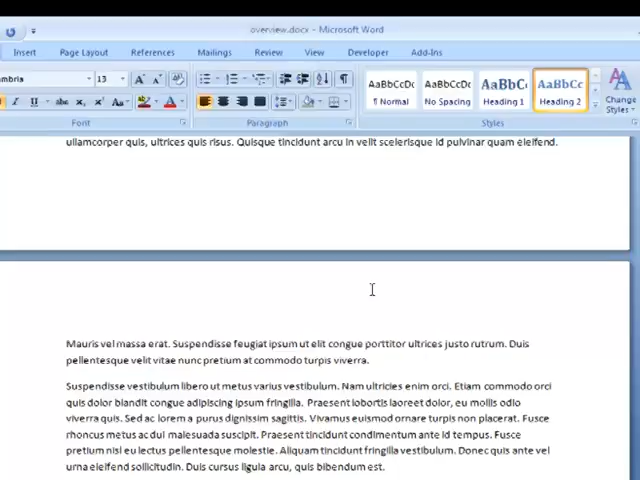 overview.docx - Microsoft Word
Insert Page Layout References Mailings Review View Developer Add-Ins
mbria 13 A A
AaBbCcDc AaBbCcDc AaBbC AaBbCc A
I U abc x₂ x² Aa A
¶ Normal No Spacing Heading 1 Heading 2 Change Styles
Font Paragraph Styles
ullamcorper quis, ultrices quis risus. Quisque tincidunt arcu in velit scelerisque id pulvinar quam eleifend.
Mauris vel massa erat. Suspendisse feugiat ipsum ut elit congue porttitor ultrices justo rutrum. Duis
pellentesque velit vitae nunc pretium at commodo turpis viverra.
Suspendisse vestibulum libero ut metus varius vestibulum. Nam ultricies enim orci. Etiam commodo orci
quis dolor blandit congue adipiscing ipsum fringilla. Praesent lobortis laoreet dolor, eu mollis odio
viverra quis. Sed ac lorem a purus dignissim sagittis. Vivamus euismod ornare turpis non placerat. Fusce
rhoncus metus ac dui malesuada suscipit. Praesent tincidunt condimentum ante id tempus. Fusce
pretium nisl eu lectus pellentesque molestie. Aliquam tincidunt fringilla vestibulum. Donec quis ante vel
urna eleifend sollicitudin. Duis cursus ligula arcu, quis bibendum est.